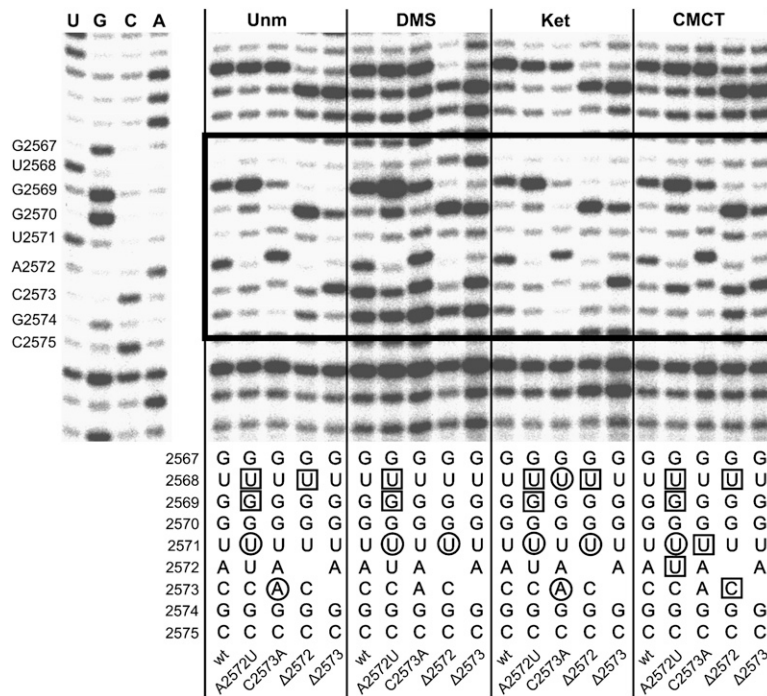 U G C A Unm DMS Ket CMCT
G2567
U2568
G2569
G2570
U2571
A2572
C2573
G2574
C2575
2567 G G G G G G G G G G G G G G G G G G G G
2568 U U U U U U U U U U U U U U U U U U U U
2569 G G G G G G G G G G G G G G G G G G G G
2570 G G G G G G G G G G G G G G G G G G G G
2571 U U U U U U U U U U U U U U U U U U U U
2572 A U A A A U A A A U A A A U A A
2573 C C A C C C A C C C A C C C A C
2574 G G G G G G G G G G G G G G G G G G G G
2575 C C C C C C C C C C C C C C C C C C C C
wt A2572U C2573A Δ2572 Δ2573 wt A2572U C2573A Δ2572 Δ2573 wt A2572U C2573A Δ2572 Δ2573 wt A2572U C2573A Δ2572 Δ2573